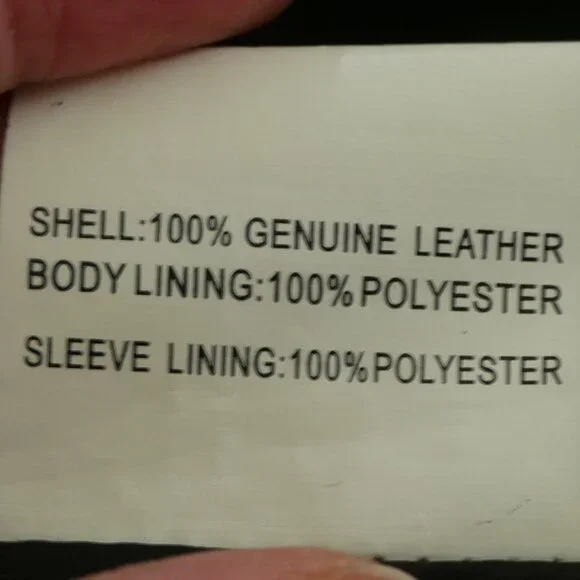 SHELL:100% GENUINE LEATHER
BODY LINING:100% POLYESTER
SLEEVE LINING:100%POLYESTER